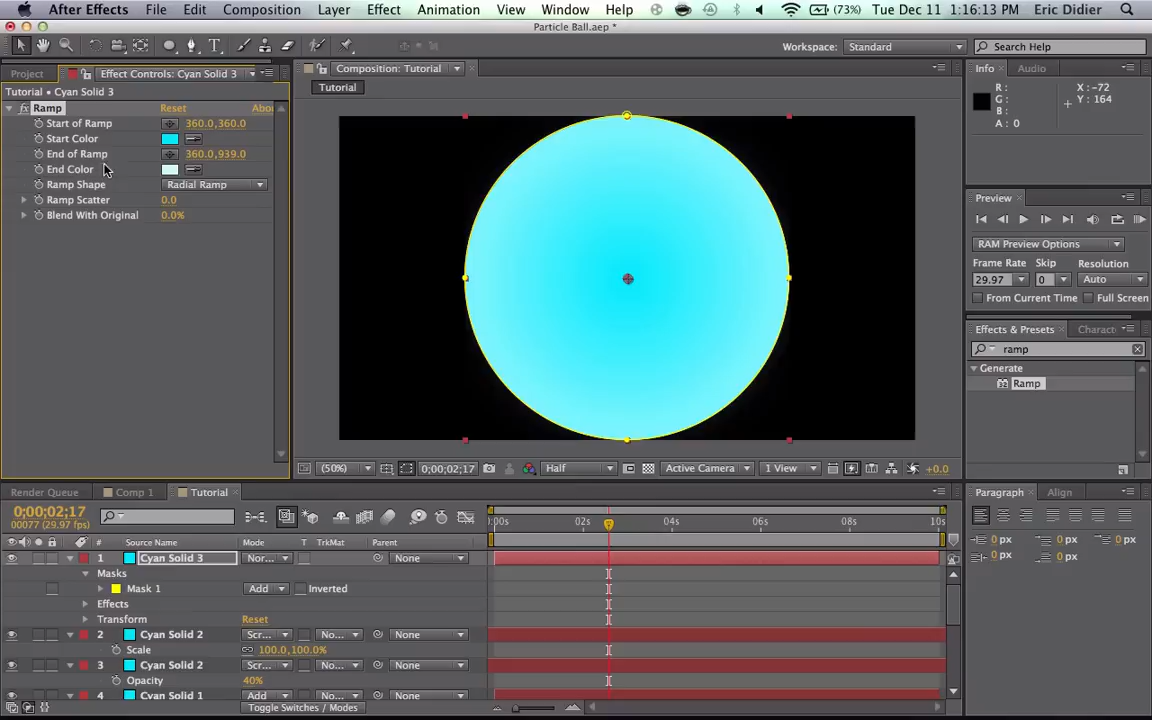 After Effects File Edit Composition Layer Effect Animation View Window Help (73%) Tue Dec 11 1:16:13 PM Eric Didier
Particle Ball.aep *
Workspace: Standard Search Help
Project Effect Controls: Cyan Solid 3 Composition: Tutorial Info Audio
Tutorial • Cyan Solid 3 Tutorial
fx Ramp Reset Abo
Start of Ramp 360.0,360.0
Start Color
End of Ramp 360.0,939.0
End Color
Ramp Shape Radial Ramp
Ramp Scatter 0.0
Blend With Original 0.0%
R: X: -72
G: Y: 164
B:
A: 0
Preview
RAM Preview Options
Frame Rate Skip Resolution
29.97 0 Auto
From Current Time Full Screen
Effects & Presets Charact
ramp
Generate
Ramp
(50%) 0;00;02;17 Half Active Camera 1 View +0.0
Render Queue Comp 1 Tutorial Paragraph Align
0;00;02;17
00077 (29.97 fps)
:00s 02s 04s 06s 08s 10s
# Source Name Mode T TrkMat Parent
1 Cyan Solid 3 Nor... None
Masks
Mask 1 Add Inverted
Effects
Transform Reset
2 Cyan Solid 2 Scr... No... None
Scale 100.0,100.0%
3 Cyan Solid 2 Scr... No... None
Opacity 40%
4 Cyan Solid 1 Add No... None
Toggle Switches / Modes
0 px 0 px 0 px
0 px 0 px